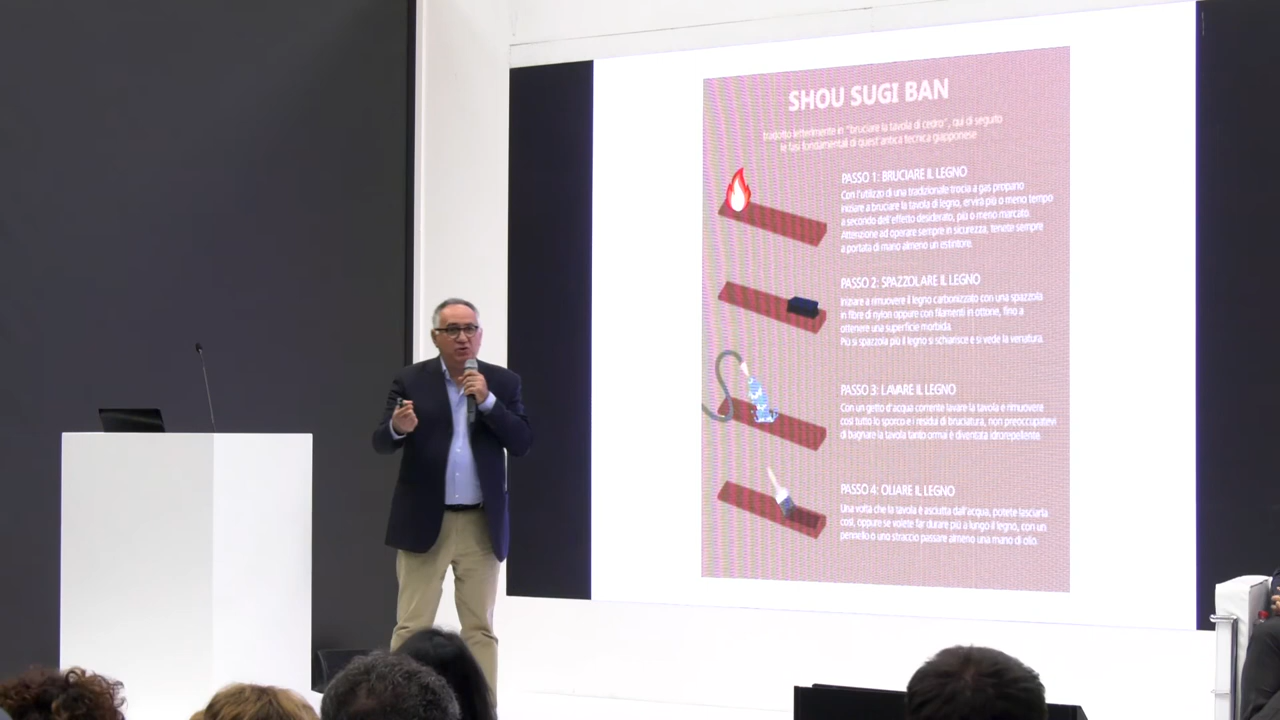 SHOU SUGI BAN
tradotto letteralmente in "bruciare la tavola di cedro", qui di seguito
le fasi fondamentali di quest'antica tecnica giapponese
PASSO 1: BRUCIARE IL LEGNO
Con l'utilizzo di una tradizionale trocia a gas propano
iniziare a bruciare la tavola di legno, ervirà più o meno tempo
a secondo dell'effetto desiderato, più o meno marcato.
Attenzione ad operare sempre in sicurezza, tenete sempre
a portata di mano almeno un estintore.
PASSO 2: SPAZZOLARE IL LEGNO
Iniziare a rimuovere il legno carbonizzato con una spazzola
in fibre di nylon oppure con filamenti in ottone, fino a
ottenere una superficie morbida.
Più si spazzola più il legno si schiarisce e si vede la venatura.
PASSO 3: LAVARE IL LEGNO
Con un getto d'acqua corrente lavare la tavola e rimuovere
così tutto lo sporco e i residui di bruciatura, non preoccupatevi
di bagnare la tavola tanto orma è diventata idrorepellente
PASSO 4: OLIARE IL LEGNO
Una volta che la tavola è asciutta dall'acqua, potete lasciarla
così, oppure se volete far durare più a lungo il legno, con un
pennello o uno straccio passare almeno una mano di olio.